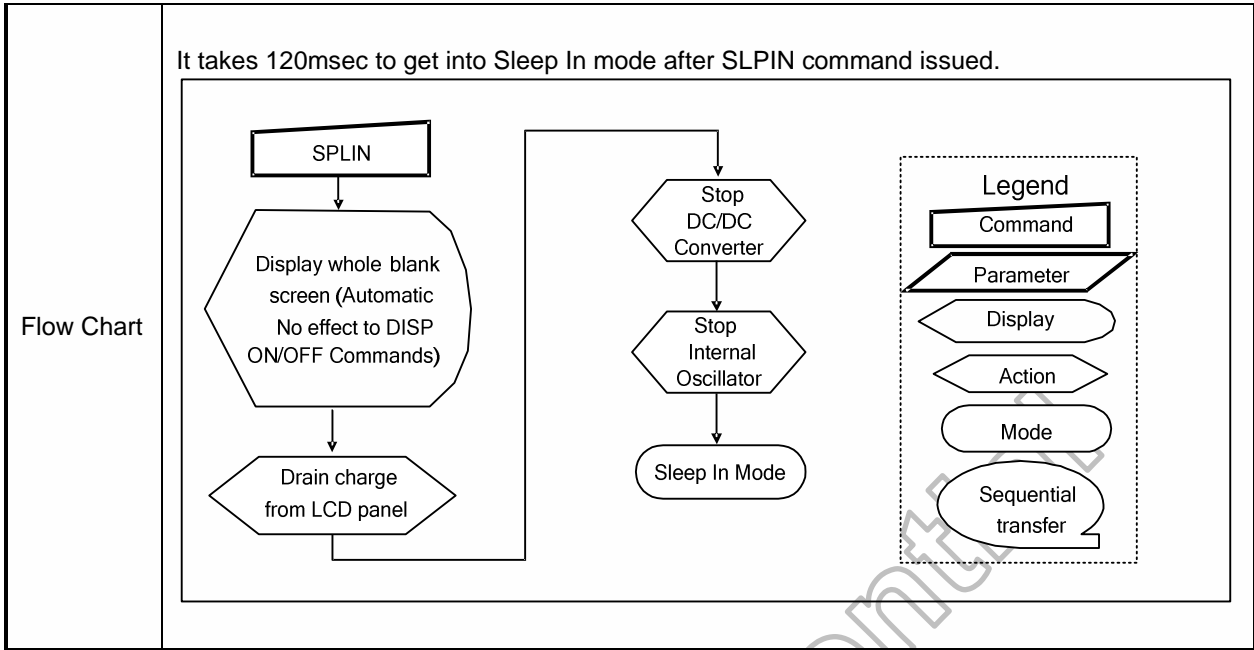 It takes 120msec to get into Sleep In mode after SLPIN command issued.
Flow Chart
SPLIN
Display whole blank
screen (Automatic
No effect to DISP
ON/OFF Commands)
Drain charge
from LCD panel
Stop
DC/DC
Converter
Stop
Internal
Oscillator
Sleep In Mode
Legend
Command
Parameter
Display
Action
Mode
Sequential
transfer